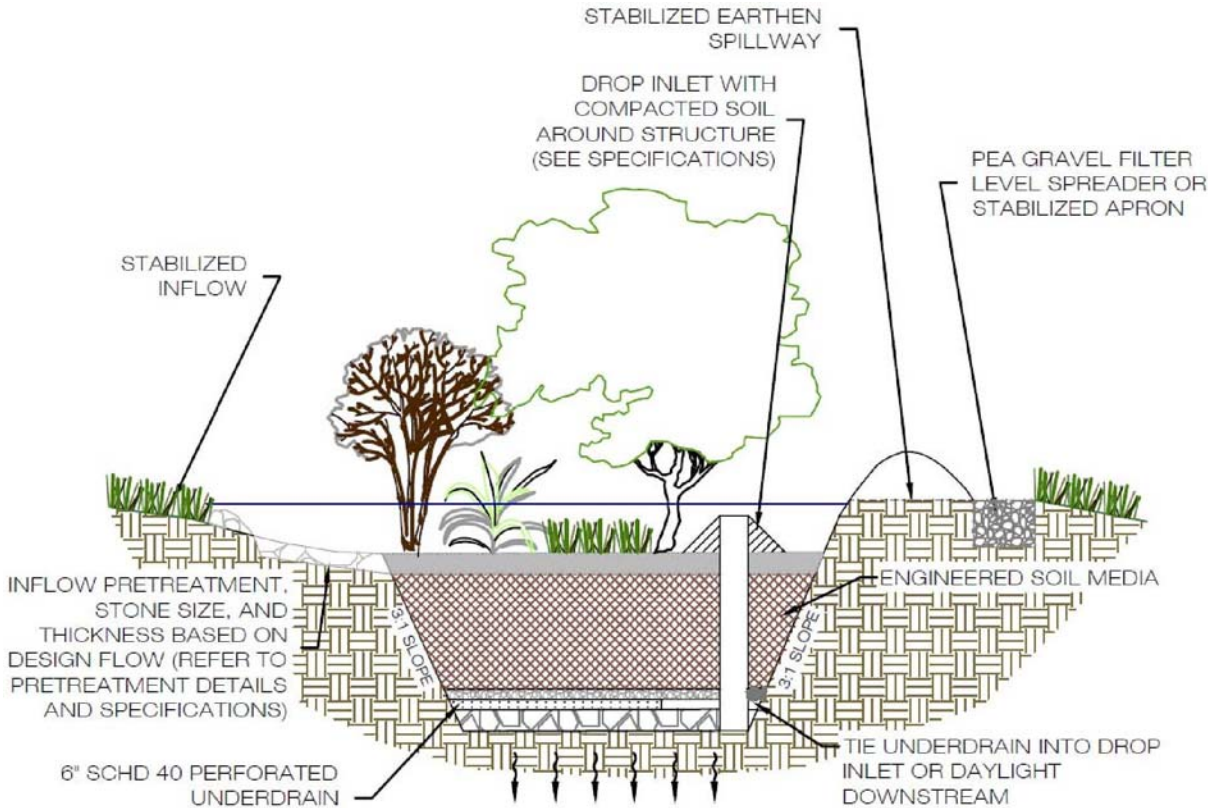 STABILIZED EARTHEN
SPILLWAY
DROP INLET WITH
COMPACTED SOIL
AROUND STRUCTURE
(SEE SPECIFICATIONS)
PEA GRAVEL FILTER
LEVEL SPREADER OR
STABILIZED APRON
STABILIZED
INFLOW
INFLOW PRETREATMENT,
STONE SIZE, AND
THICKNESS BASED ON
DESIGN FLOW (REFER TO
PRETREATMENT DETAILS
AND SPECIFICATIONS)
3:1 SLOPE
ENGINEERED SOIL MEDIA
3:1 SLOPE
6" SCHD 40 PERFORATED
UNDERDRAIN
TIE UNDERDRAIN INTO DROP
INLET OR DAYLIGHT
DOWNSTREAM